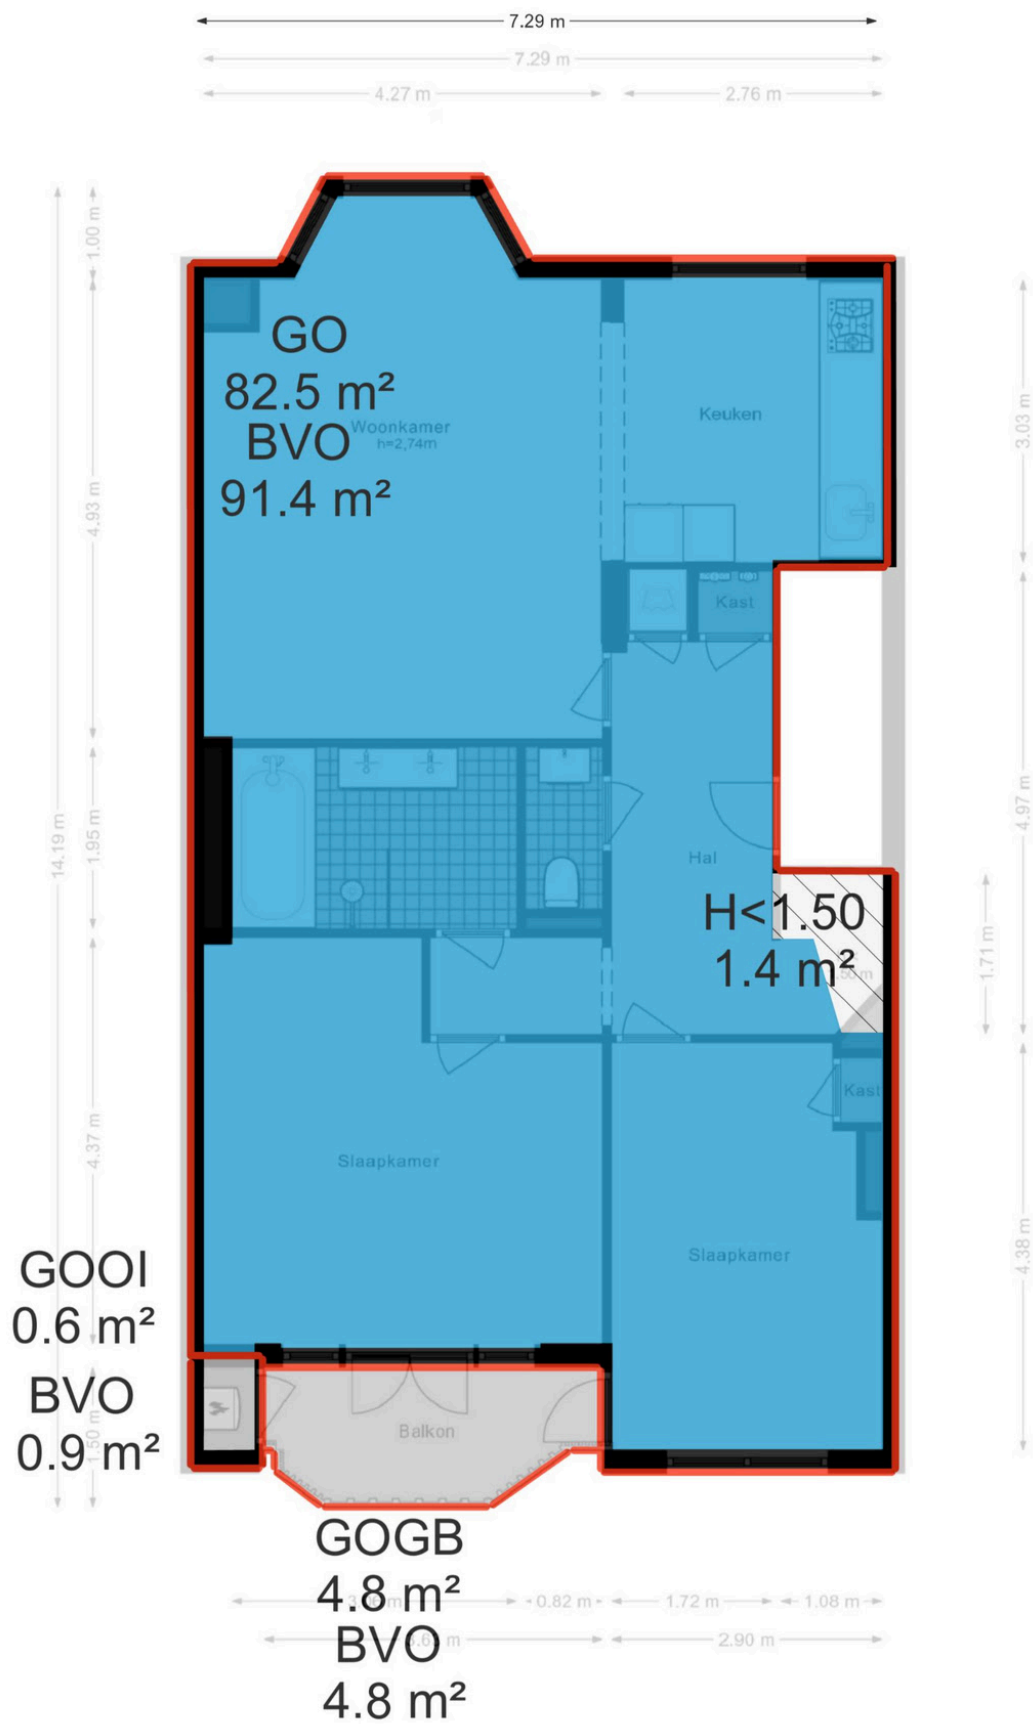 7.29 m
7.29 m
4.27 m
2.76 m
1.00 m
GO
82.5 m²
BVO
91.4 m²
Woonkamer
h=2,74m
Keuken
3.03 m
4.93 m
Kast
14.19 m
1.95 m
4.97 m
Hal
H<1.50
1.4 m²
1.71 m
4.37 m
Kast
Slaapkamer
Slaapkamer
4.38 m
GOOI
0.6 m²
BVO
0.9 m²
1.50 m
Balkon
GOGB
4.8 m²
BVO
4.8 m²
0.82 m
1.72 m
1.08 m
2.90 m